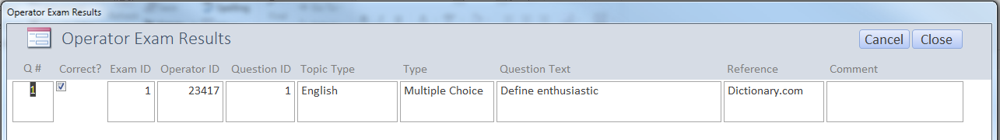 Operator Exam Results
Operator Exam Results
Cancel Close
Q # Correct? Exam ID Operator ID Question ID Topic Type Type Question Text Reference Comment
1 1 23417 1 English Multiple Choice Define enthusiastic Dictionary.com